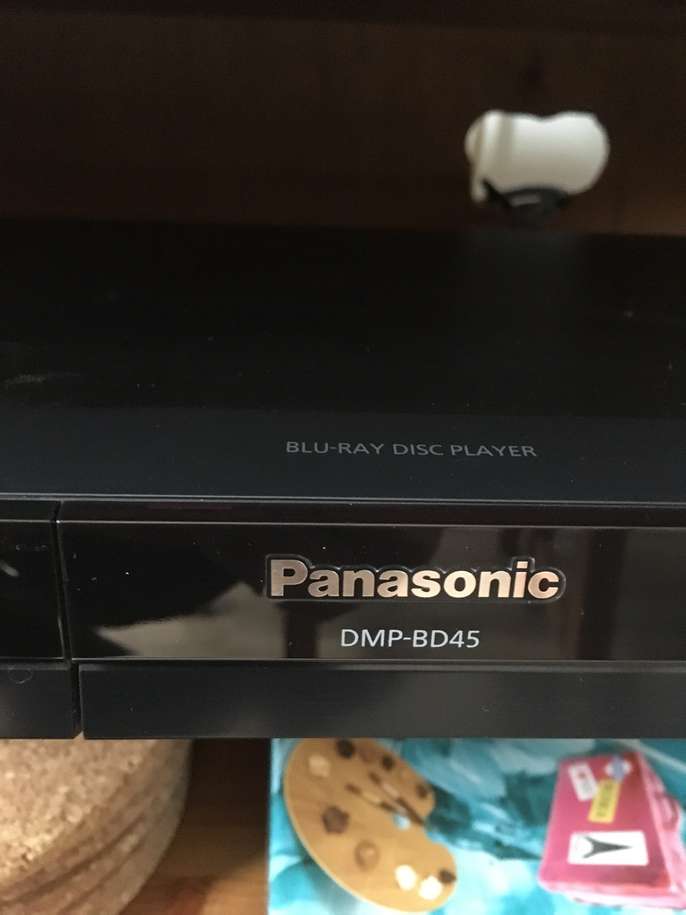 BLU-RAY DISC PLAYER
Panasonic
DMP-BD45